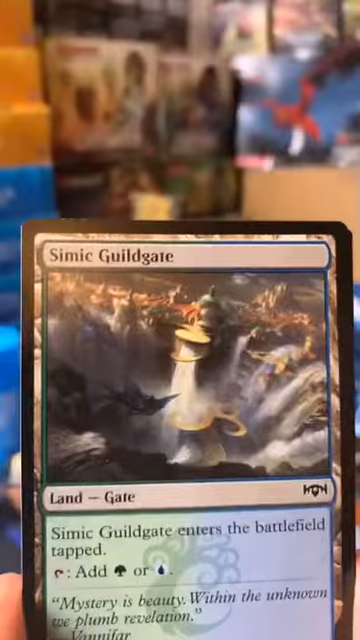 Simic Guildgate
Land — Gate
Simic Guildgate enters the battlefield
tapped.
: Add or .
"Mystery is beauty. Within the unknown
we plumb revelation."
Vannifar